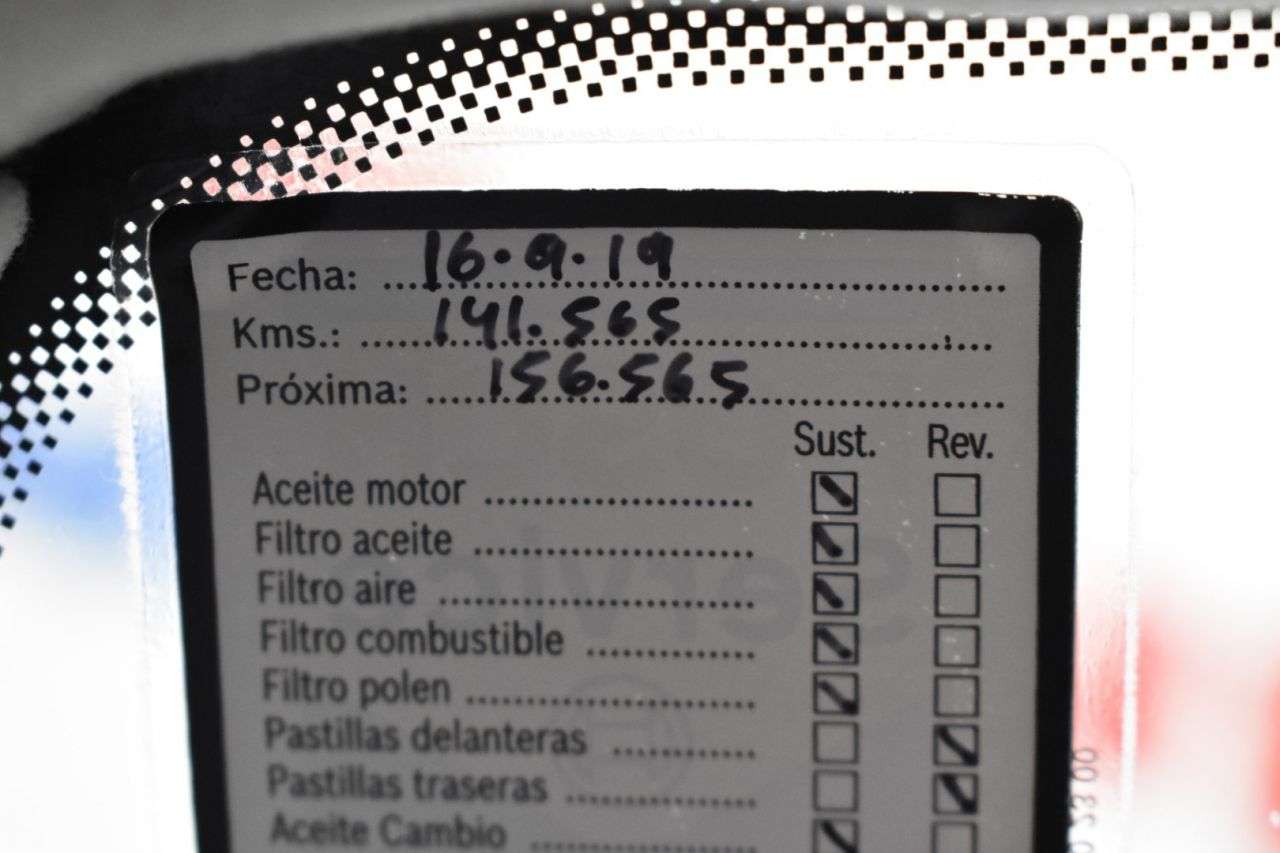 Fecha: 16.9.19
Kms.: 141.565
Próxima: 156.565
Sust. Rev.
Aceite motor
Filtro aceite
Filtro aire
Filtro combustible
Filtro polen
Pastillas delanteras
Pastillas traseras
Aceite Cambio